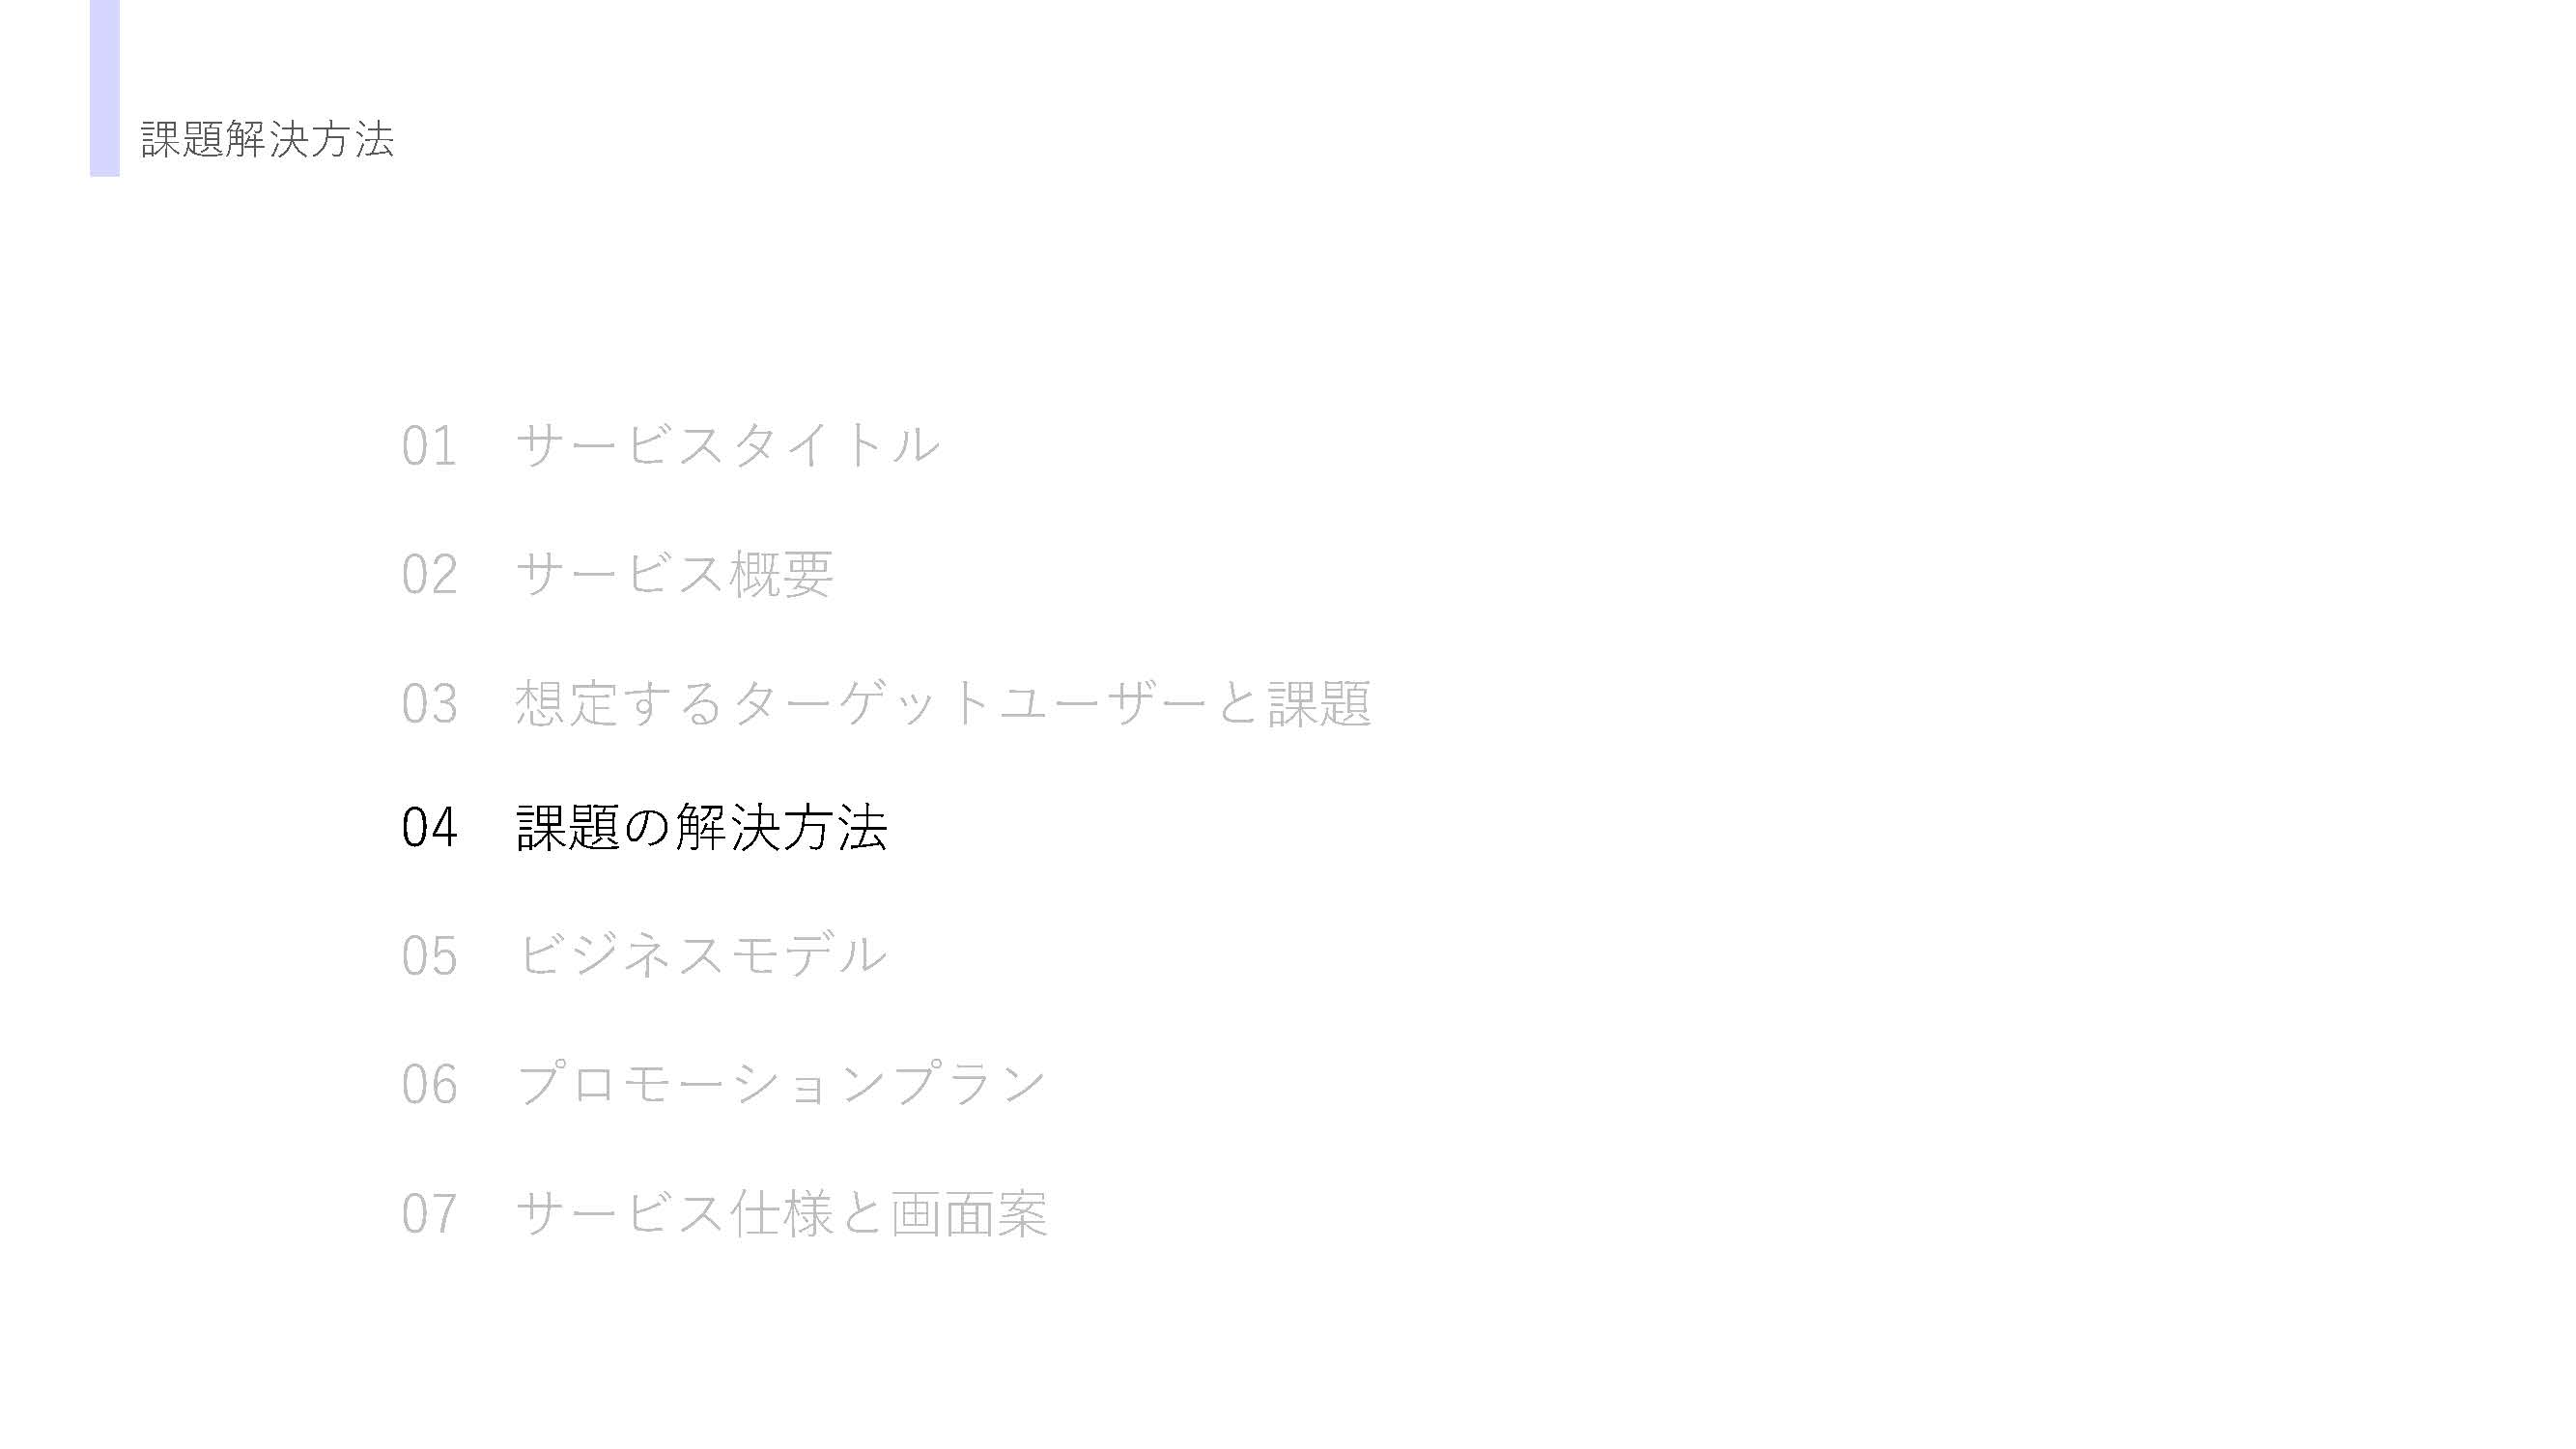 課題解決方法
01 サービスタイトル
02 サービス概要
03 想定するターゲットユーザーと課題
04 課題の解決方法
05 ビジネスモデル
06 プロモーションプラン
07 サービス仕様と画面案